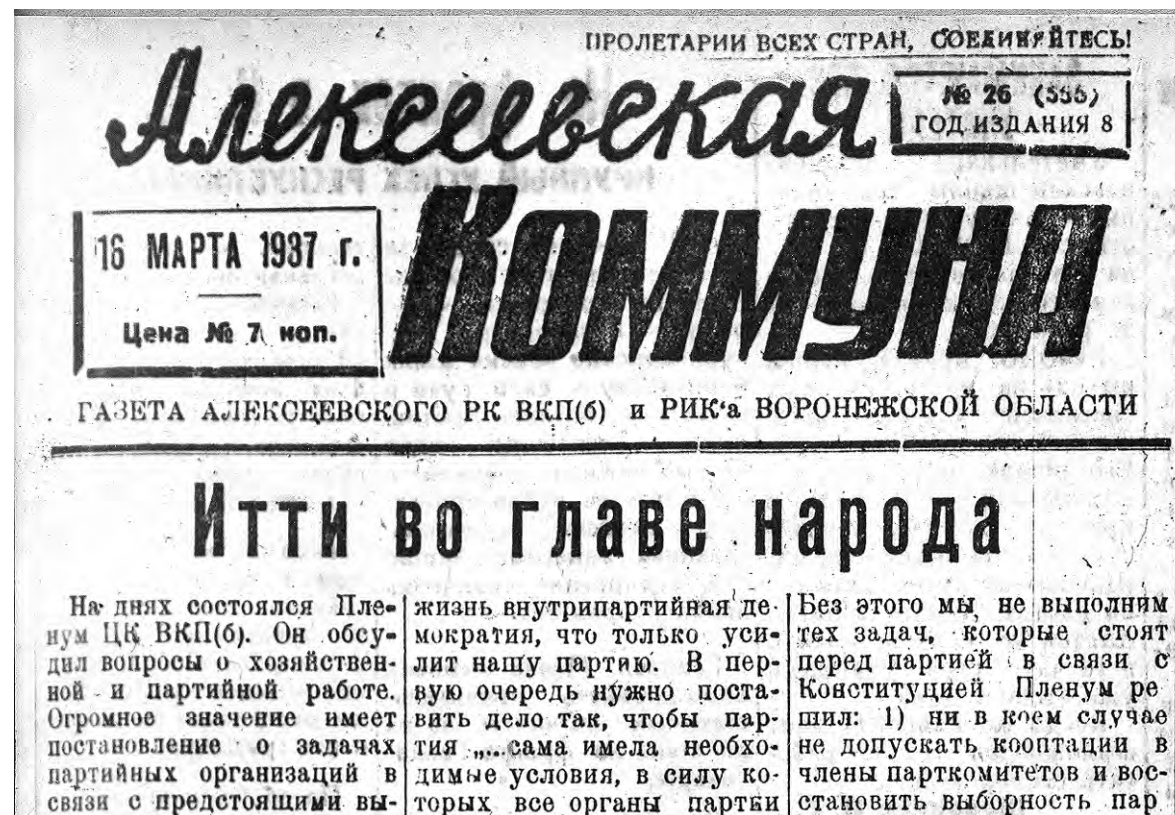 ПРОЛЕТАРИИ ВСЕХ СТРАН, СОЕДИНЯЙТЕСЬ!
Алексеевская
№ 26 (555)
ГОД ИЗДАНИЯ 8
16 МАРТА 1937 г.
Цена № 7 коп.
КОММУНА
ГАЗЕТА АЛЕКСЕЕВСКОГО РК ВКП(б) и РИК‘а ВОРОНЕЖСКОЙ ОБЛАСТИ
Итти во главе народа
На днях состоялся Пле-
нум ЦК ВКП(б). Он обсу-
дил вопросы о хозяйствен-
ной и партийной работе.
Огромное значение имеет
постановление о задачах
партийных организаций в
связи с предстоящими вы-
жизнь внутрипартийная де-
мократия, что только уси-
лит нашу партию. В пер-
вую очередь нужно поста-
вить дело так, чтобы пар-
тия „...сама имела необхо-
димые условия, в силу ко-
торых все органы партии
Без этого мы не выполним
тех задач, которые стоят
перед партией в связи с
Конституцией Пленум ре
шил: 1) ни в коем случае
не допускать кооптации в
члены парткомитетов и вос-
становить выборность пар